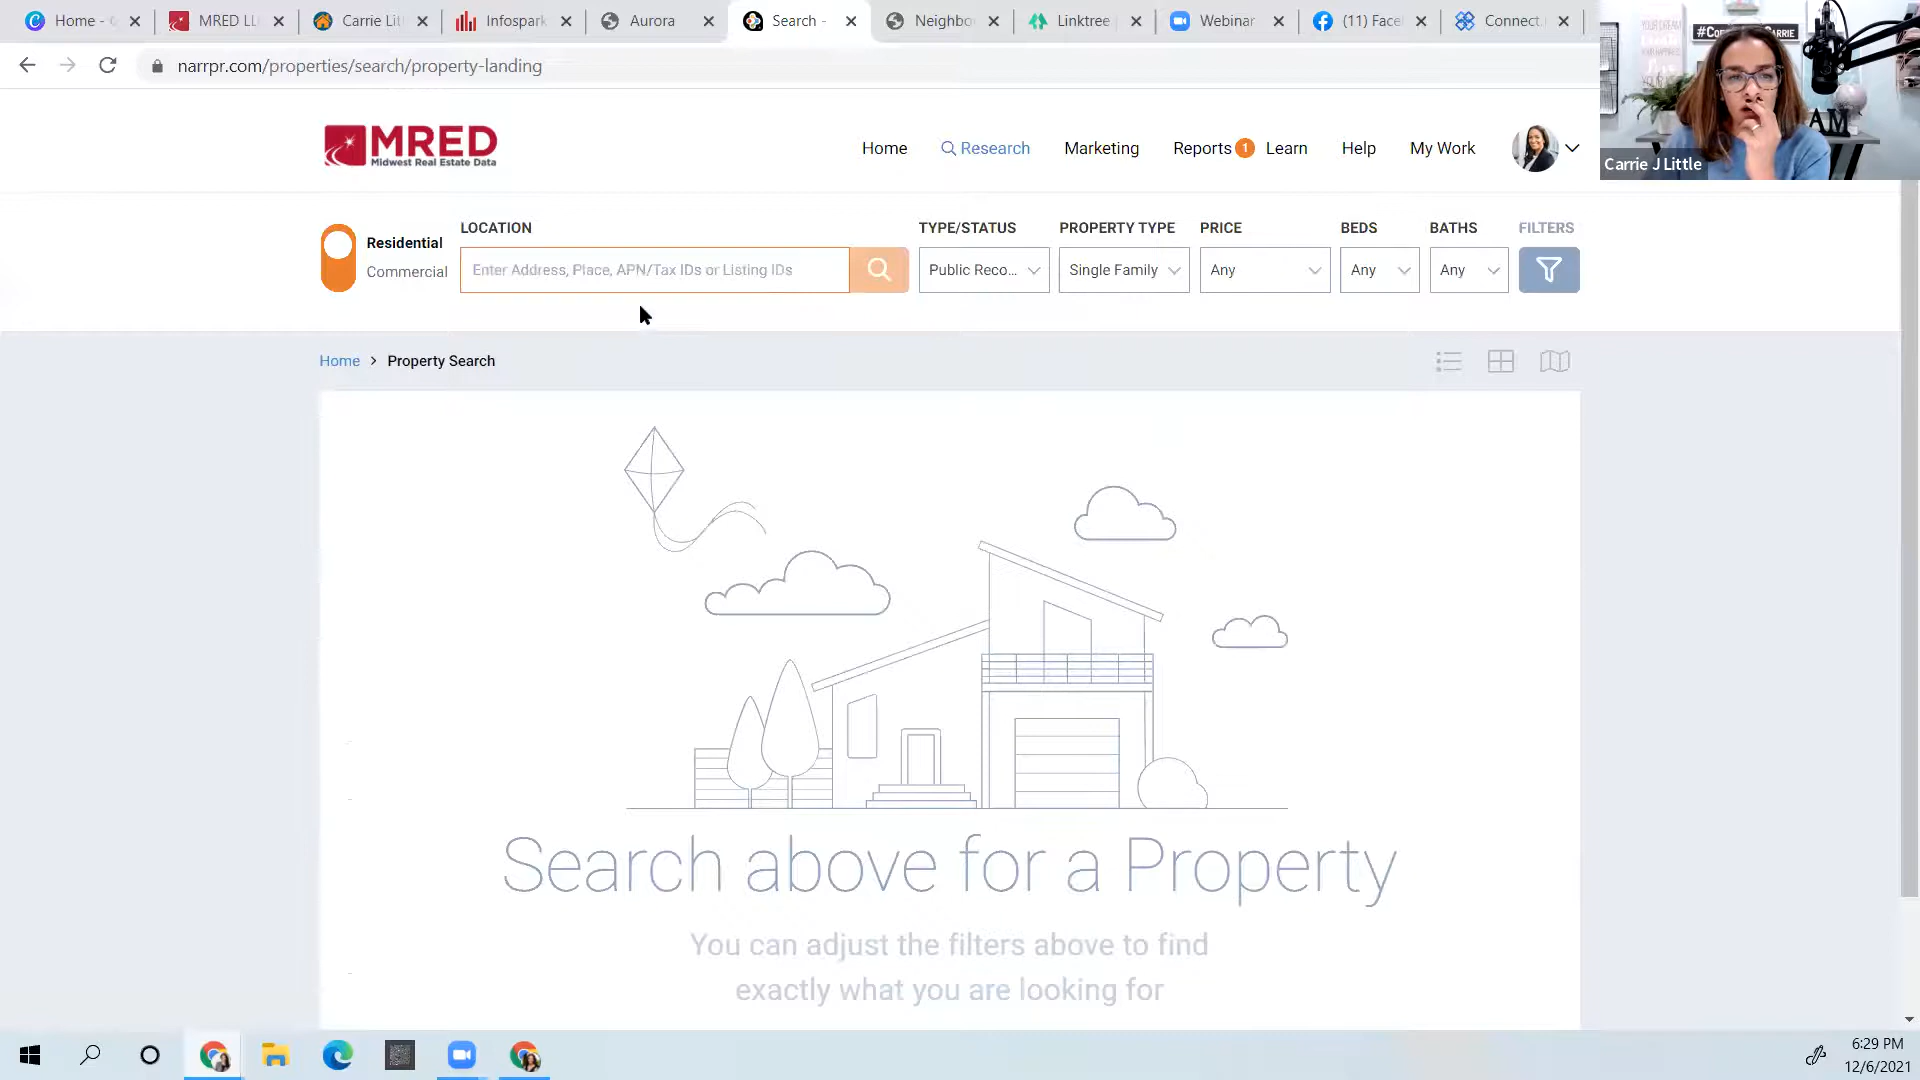 Home -
MRED LL
Carrie Litt
Infospark
Aurora
Search -
Neighbo
Linktree
Webinar
(11) Face
Connect.
narrpr.com/properties/search/property-landing
MRED
Midwest Real Estate Data
Home
Research
Marketing
Reports 1
Learn
Help
My Work
Carrie J Little
AM
Residential
Commercial
LOCATION
Enter Address, Place, APN/Tax IDs or Listing IDs
TYPE/STATUS
Public Reco...
PROPERTY TYPE
Single Family
PRICE
Any
BEDS
Any
BATHS
Any
FILTERS
Home > Property Search
Search above for a Property
You can adjust the filters above to find
exactly what you are looking for
6:29 PM
12/6/2021